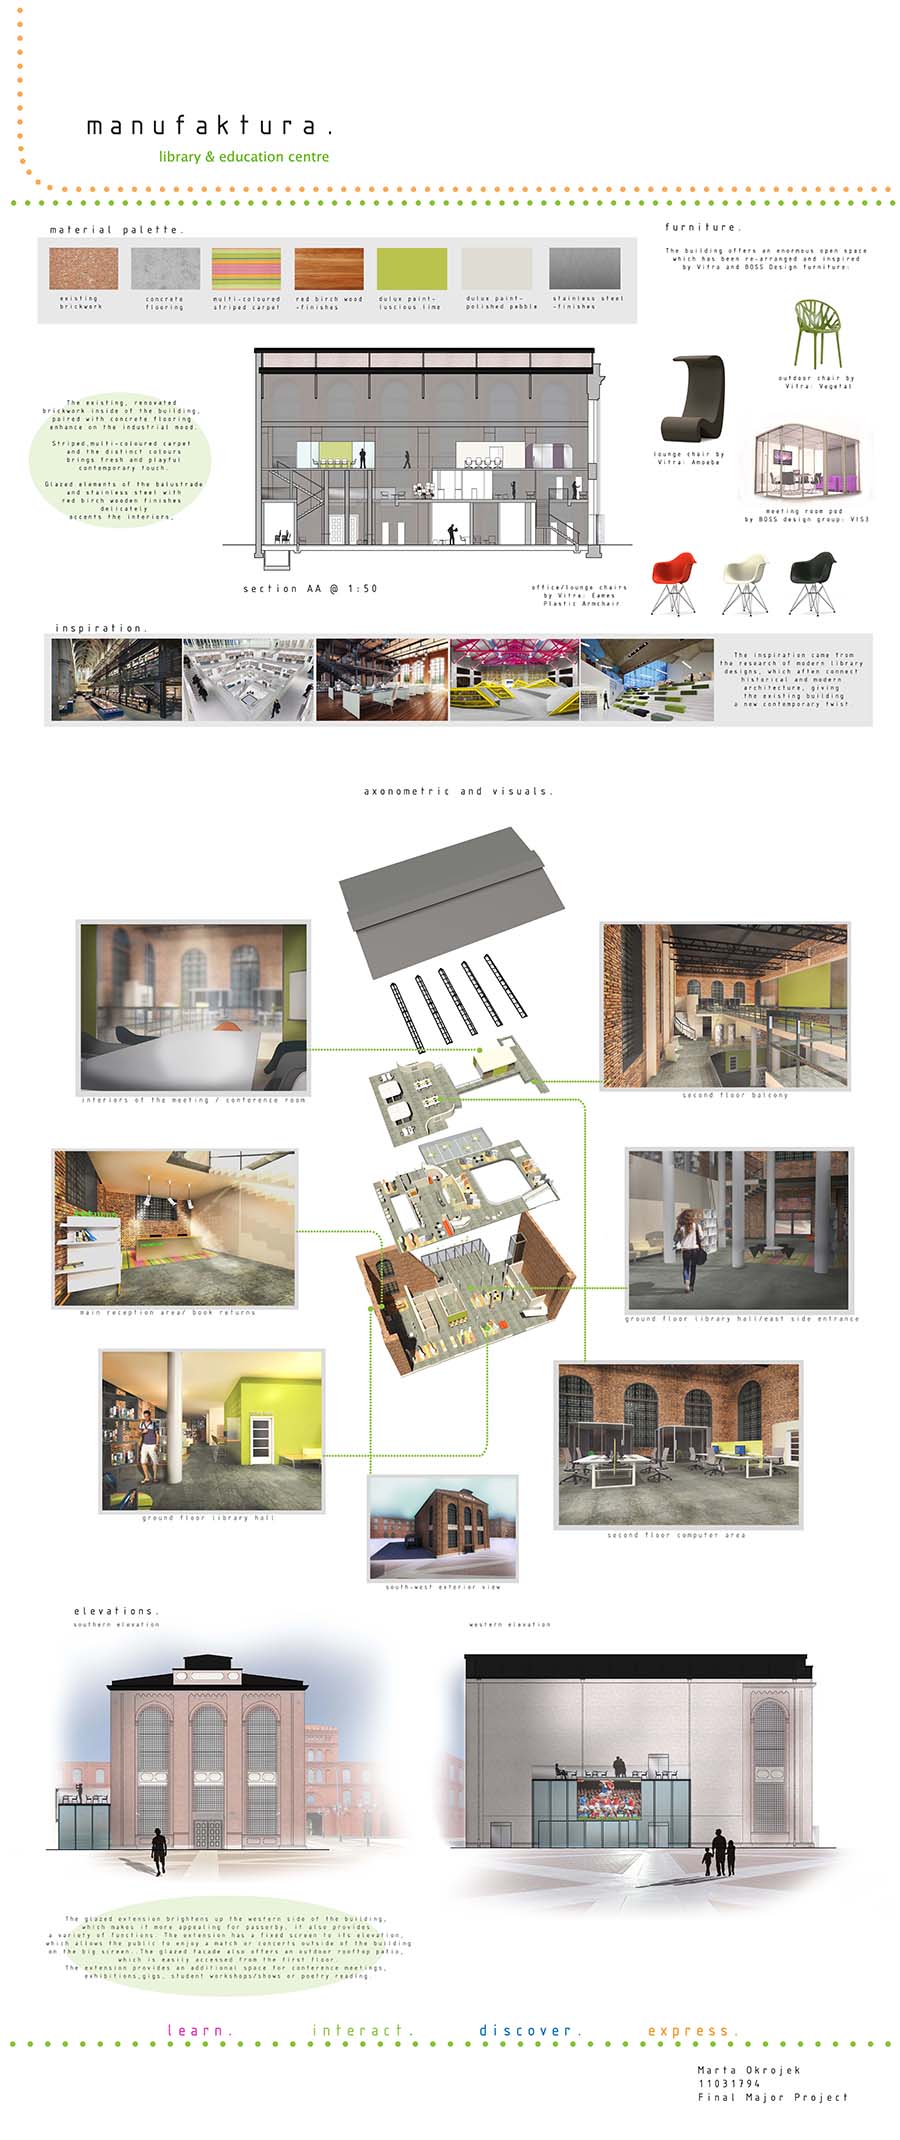 manufaktura.
library & education centre
material palette.
existing
brickwork
concrete
flooring
multi-coloured
striped carpet
red birch wood
-finishes
dulux paint-
luscious lime
dulux paint-
polished pebble
stainless steel
-finishes
furniture.
The building offers an enormous open space
which has been re-arranged and inspired
by Vitra and BOSS Design furniture:
outdoor chair by
Vitra: Vegetal
lounge chair by
Vitra: Amoebe
meeting room pod
by BOSS design group: VIS3
office/lounge chairs
by Vitra: Eames
Plastic Armchair
The existing, renovated
brickwork inside of the building,
paired with concrete flooring
enhance on the industrial mood.
Striped,multi-coloured carpet
and the distinct colours
brings fresh and playful
contemporary touch.
Glazed elements of the balustrade
and stainless steel with
red birch wooden finishes
delicately
accents the interiors,
section AA @ 1:50
inspiration.
The inspiration came from
the research of modern library
designs, which often connect
historical and modern
architecture, giving
the existing building
a new contemporary twist.
axonometric and visuals.
interiors of the meeting / conference room
second floor balcony
returns
main reception area/ book returns
ground floor library hall/east side entrance
ground floor library hall
second floor computer area
south-west exterior view
elevations.
southern elevation
western elevation
The glazed extension brightens up the western side of the building,
which makes it more appealing for passerby, it also provides
a variety of functions. The extension has a fixed screen to its elevation,
which allows the public to enjoy a match or concerts outside of the building
on the big screen. The glazed facade also offers an outdoor rooftop patio,
which is easily accessed from the first floor.
The extension provides an additional space for conference meetings,
exhibitions,gigs, student workshops/shows or poetry reading.
learn. interact. discover. express.
Marta Okrojek
11031794
Final Major Project